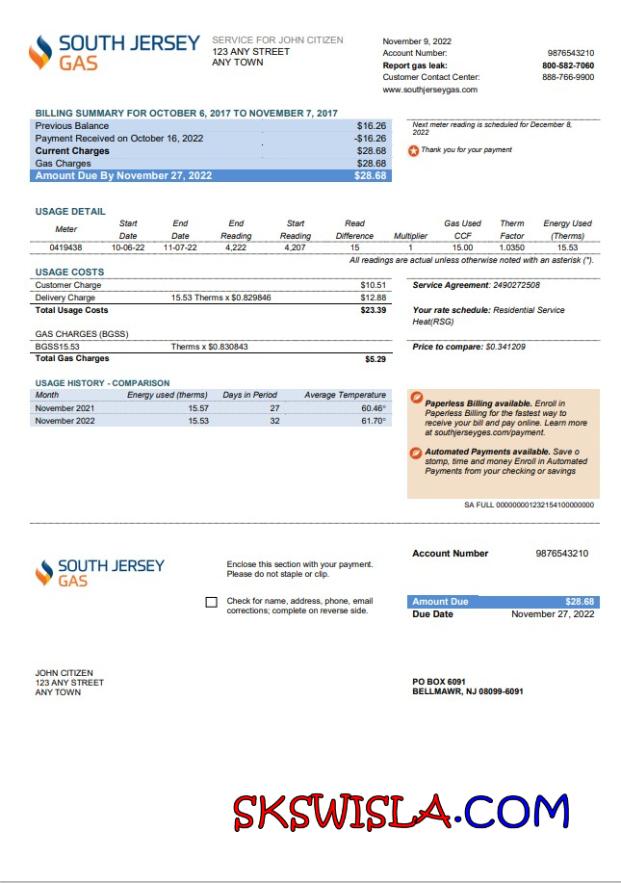 SOUTH JERSEY
GAS
SERVICE FOR JOHN CITIZEN
123 ANY STREET
ANY TOWN
November 9, 2022
Account Number: 9876543210
Report gas leak: 800-582-7060
Customer Contact Center: 888-766-9900
www.southjerseygas.com
BILLING SUMMARY FOR OCTOBER 6, 2017 TO NOVEMBER 7, 2017
Previous Balance $16.26
Payment Received on October 16, 2022 -$16.26
Current Charges $28.68
Gas Charges $28.68
Amount Due By November 27, 2022 $28.68
Next meter reading is scheduled for December 8,
2022
Thank you for your payment
USAGE DETAIL
Meter Start Date End Date End Reading Start Reading Read Difference Multiplier Gas Used CCF Therm Factor Energy Used (Therms)
0419438 10-06-22 11-07-22 4,222 4,207 15 1 15.00 1.0350 15.53
All readings are actual unless otherwise noted with an asterisk (*).
USAGE COSTS
Customer Charge $10.51
Delivery Charge 15.53 Therms x $0.829846 $12.88
Total Usage Costs $23.39
GAS CHARGES (BGSS)
BGSS15.53 Therms x $0.830843
Total Gas Charges $5.29
Service Agreement: 2490272508
Your rate schedule: Residential Service
Heat(RSG)
Price to compare: $0.341209
USAGE HISTORY - COMPARISON
Month Energy used (therms) Days in Period Average Temperature
November 2021 15.57 27 60.46°
November 2022 15.53 32 61.70°
Paperless Billing available. Enroll in
Paperless Billing for the fastest way to
receive your bill and pay online. Learn more
at southjerseyges.com/payment.
Automated Payments available. Save o
stomp, time and money Enroll in Automated
Payments from your checking or savings
SA FULL 0000000001232154100000000
SOUTH JERSEY
GAS
Enclose this section with your payment.
Please do not staple or clip.
Check for name, address, phone, email
corrections; complete on reverse side.
Account Number 9876543210
Amount Due $28.68
Due Date November 27, 2022
JOHN CITIZEN
123 ANY STREET
ANY TOWN
PO BOX 6091
BELLMAWR, NJ 08099-6091
SKSWISLA.COM